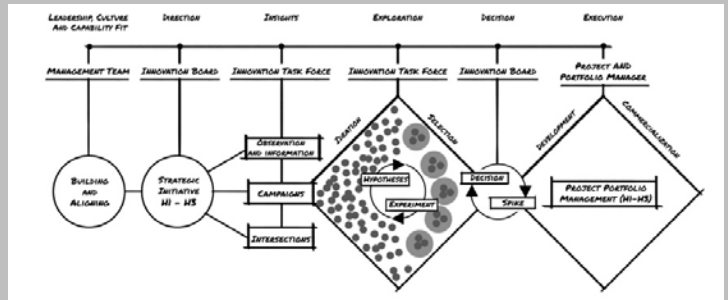 LEADERSHIP, CULTURE
AND CAPABILITY FIT
DIRECTION
INSIGHTS
EXPLORATION
DECISION
EXECUTION
MANAGEMENT TEAM
INNOVATION BOARD
INNOVATION TASK FORCE
INNOVATION TASK FORCE
INNOVATION BOARD
PROJECT AND
PORTFOLIO MANAGER
BUILDING
AND
ALIGNING
STRATEGIC
INITIATIVE
H1 - H3
OBSERVATION
AND INFORMATION
CAMPAIGNS
INTERSECTIONS
IDEATION
SELECTION
HYPOTHESES
EXPERIMENT
DECISION
SPIKE
DEVELOPMENT
COMMERCIALIZATION
PROJECT PORTFOLIO
MANAGEMENT (H1-H3)